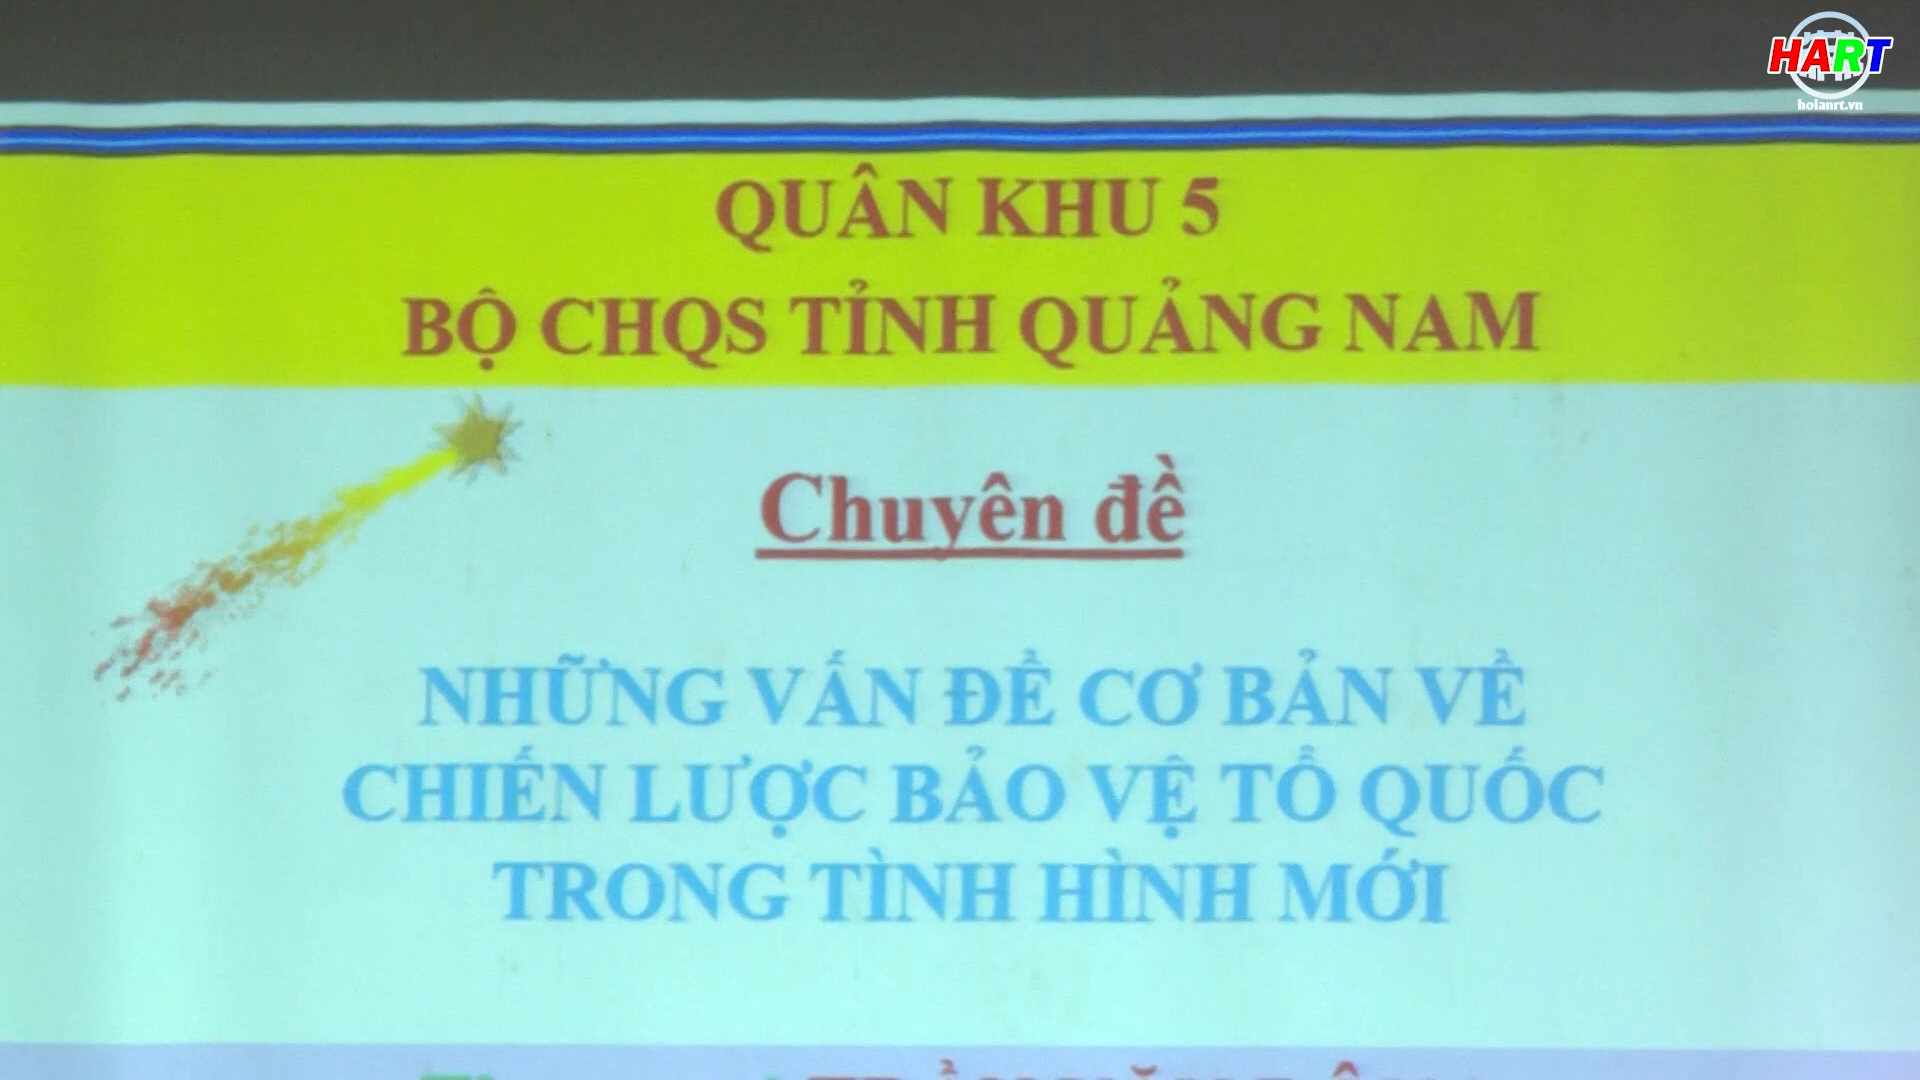 HART
holanrt.vn
QUÂN KHU 5
BỘ CHQS TỈNH QUẢNG NAM
Chuyên đề
NHỮNG VẤN ĐỀ CƠ BẢN VỀ
CHIẾN LƯỢC BẢO VỆ TỔ QUỐC
TRONG TÌNH HÌNH MỚI